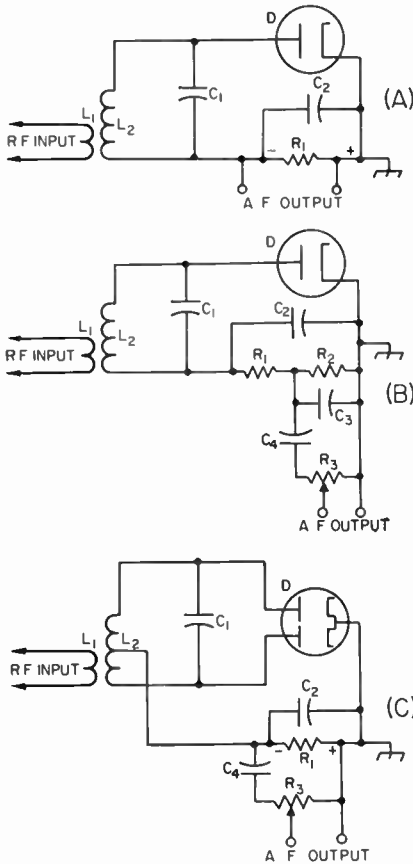 D
(A)
L₁
L₂
C₁
C₂
RF INPUT
- R₁ +
A F OUTPUT
D
C₁
C₂
L₁
L₂
RF INPUT
R₁
R₂
(B)
C₃
C₄
R₃
A F OUTPUT
D
C₁
L₁
L₂
RF INPUT
C₂
(C)
- R₁ +
C₄
R₃
A F OUTPUT